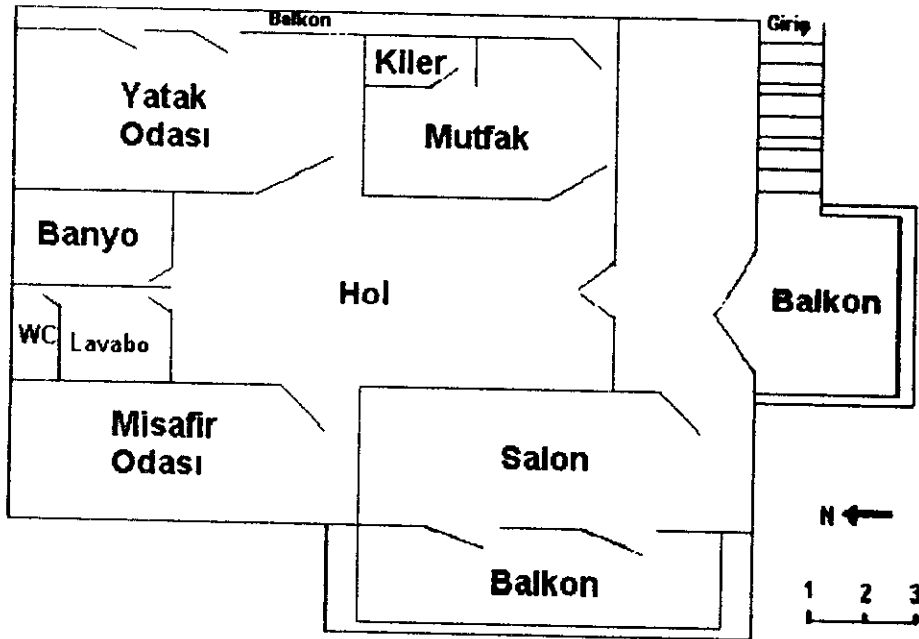 Balkon
Giriş
Kiler
Yatak
Odası
Mutfak
Banyo
Hol
Balkon
WC
Lavabo
Misafir
Odası
Salon
N
Balkon
1 2 3